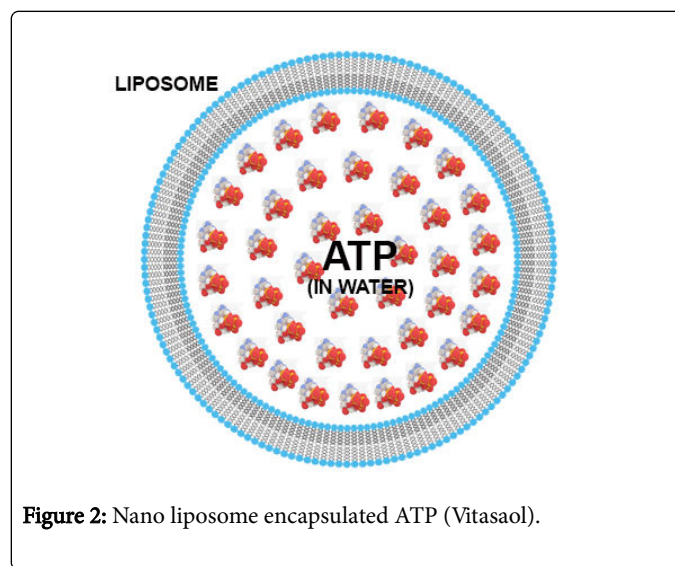 LIPOSOME
ATP
(IN WATER)
Figure 2: Nano liposome encapsulated ATP (Vitasaol).